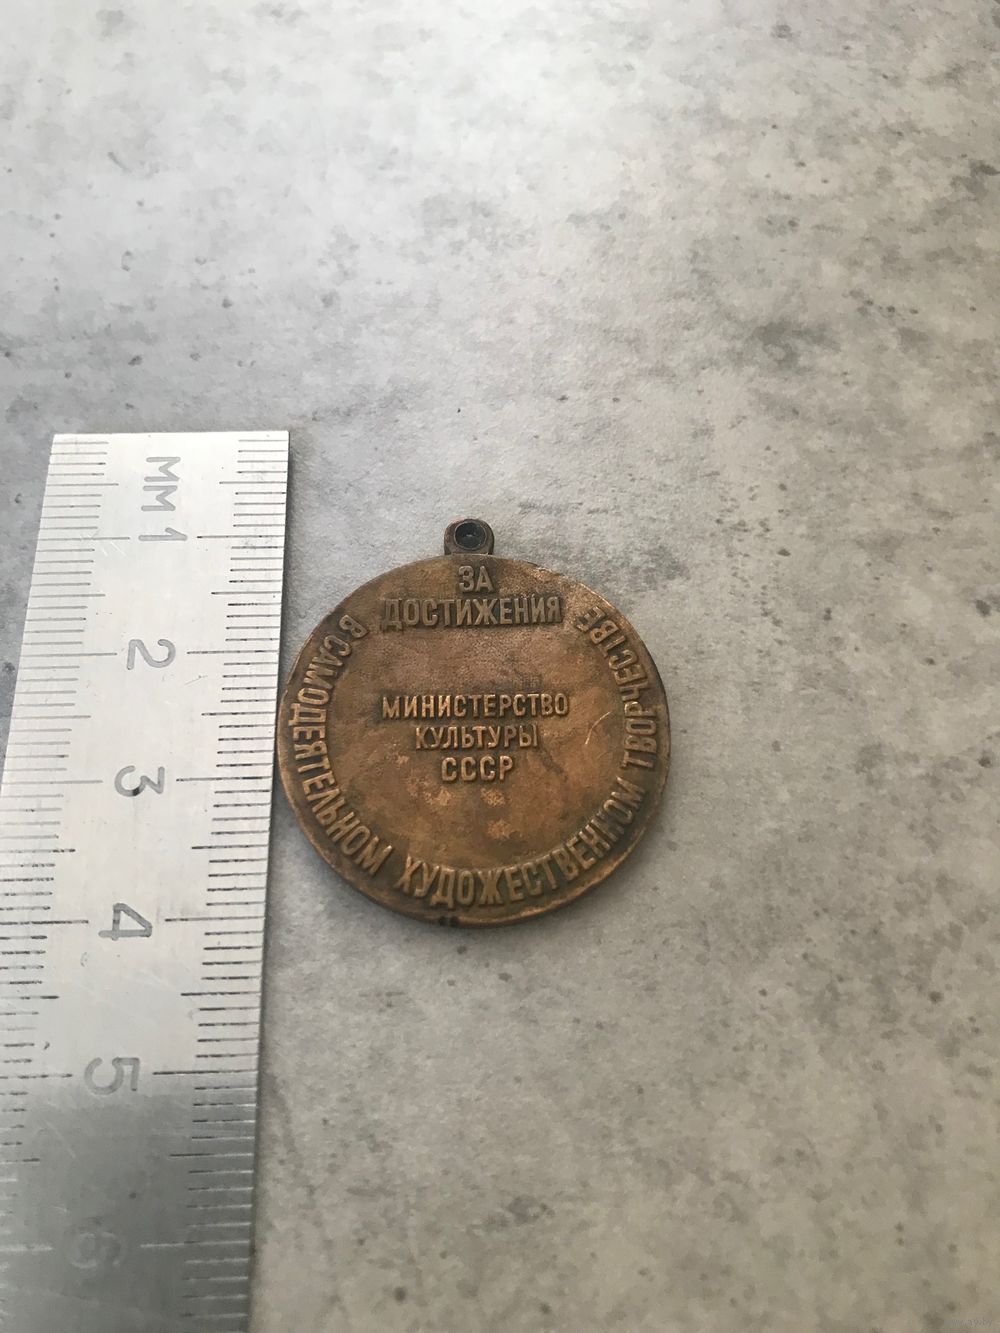 ММ 1
2
3
4
5
6
ЗА
ДОСТИЖЕНИЯ
В САМОДЕЯТЕЛЬНОМ ХУДОЖЕСТВЕННОМ ТВОРЧЕСТВЕ
МИНИСТЕРСТВО
КУЛЬТУРЫ
СССР